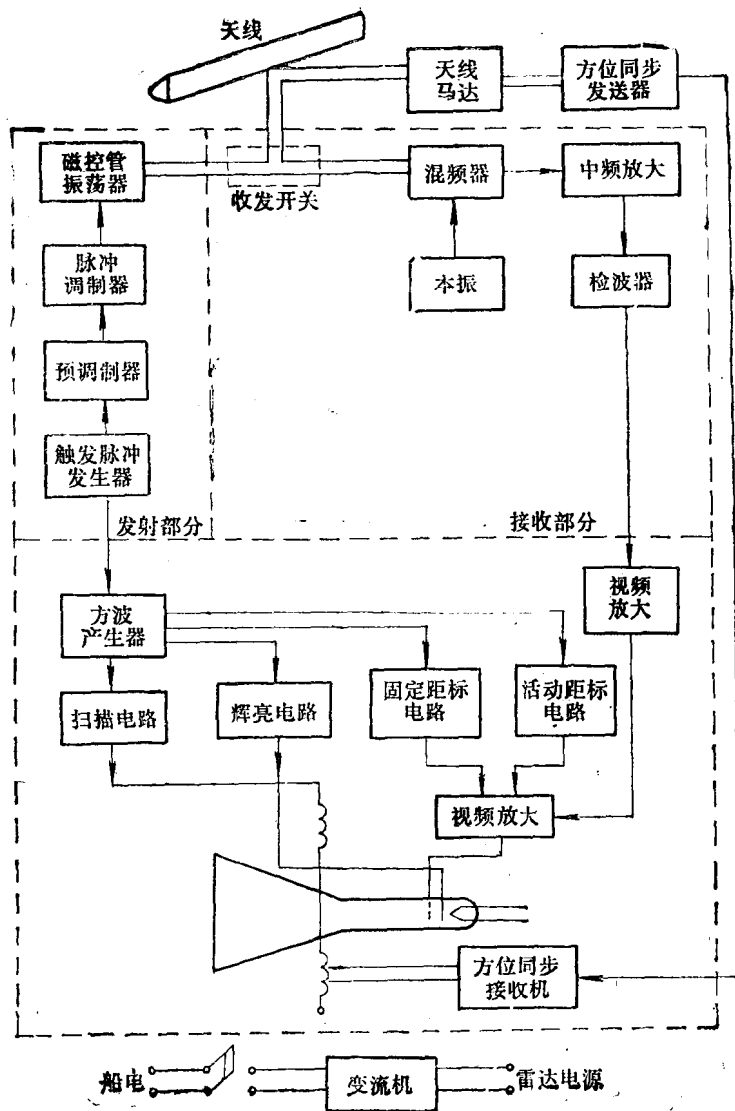 天线
天线
马达
方位同步
发送器
磁控管
振荡器
收发开关
混频器
中频放大
脉冲
调制器
本振
检波器
预调制器
触发脉冲
发生器
发射部分
接收部分
视频
放大
方波
产生器
扫描电路
辉亮电路
固定距标
电路
活动距标
电路
视频放大
方位同步
接收机
船电
变流机
雷达电源